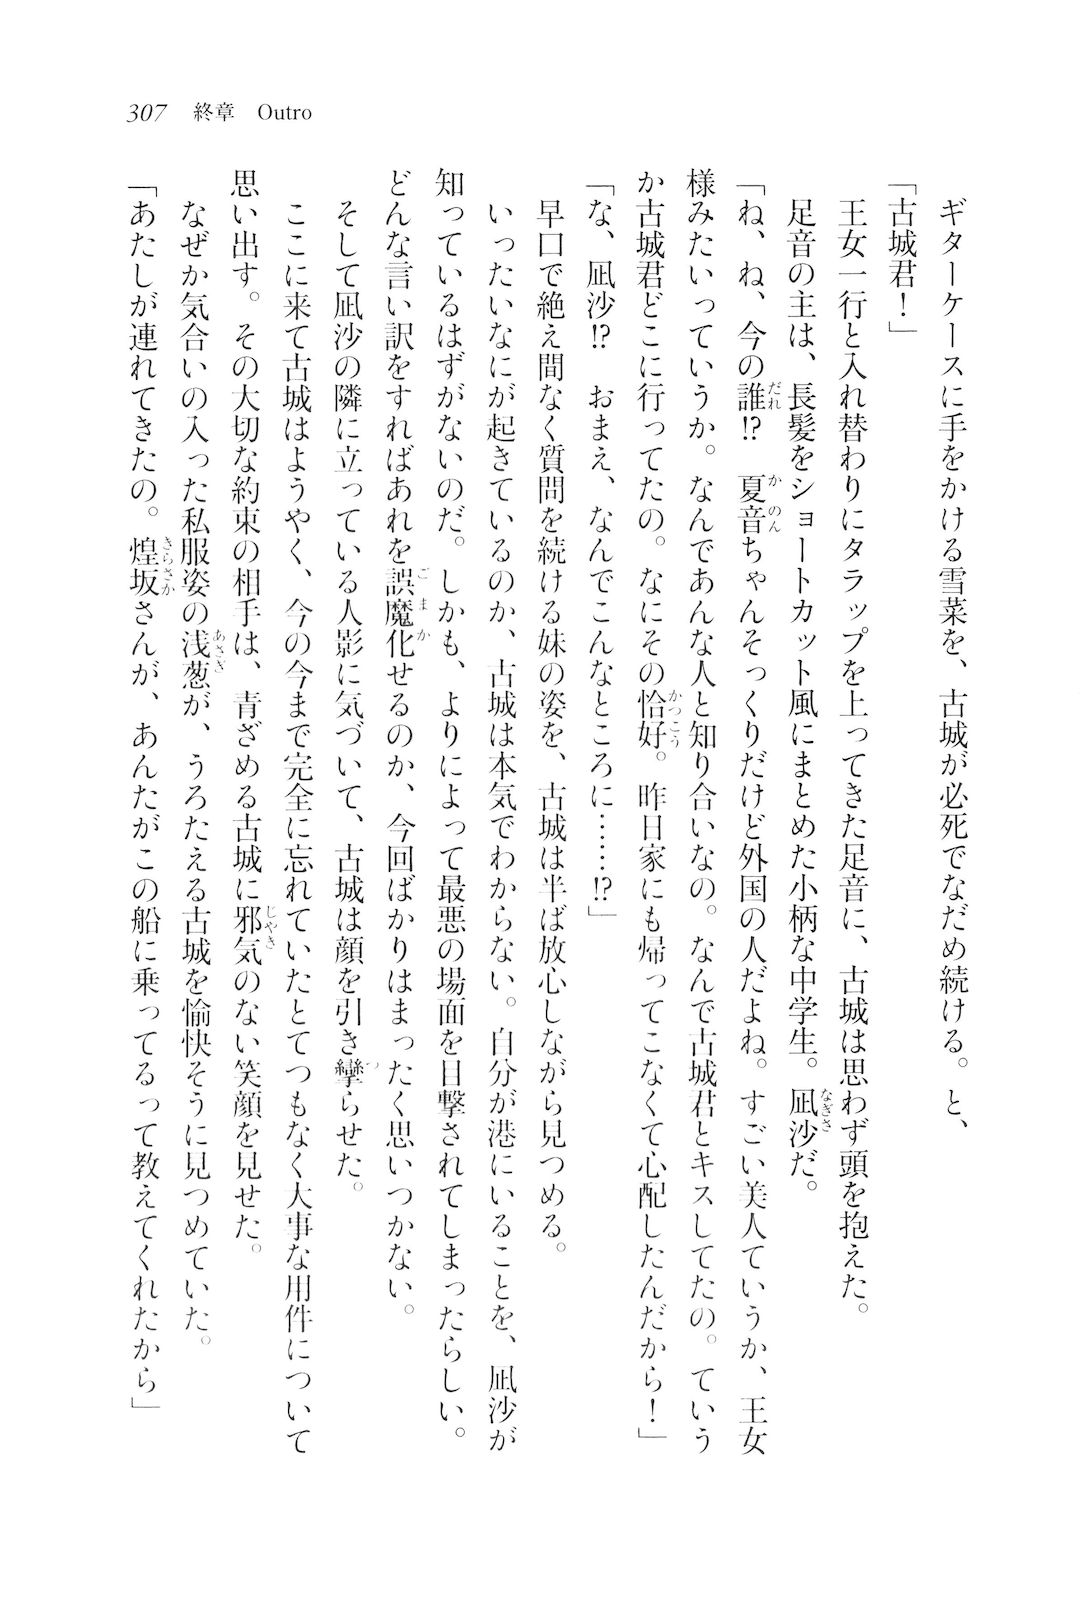 307 終章 Outro
ギターケースに手をかける雪菜を、古城が必死でなだめ続ける。と、
「古城君！」
王女一行と入れ替わりにタラップを上ってきた足音に、古城は思わず頭を抱えた。
足音の主は、長髪をショートカット風にまとめた小柄な中学生。凪沙だ。
「ね、ね、今の誰!?　夏音ちゃんそっくりだけど外国の人だよね。すごい美人ていうか、王女
様みたいっていうか。なんであんな人と知り合いなの。なんで古城君とキスしてたの。ていう
か古城君どこに行ってたの。なにその恰好。昨日家にも帰ってこなくて心配したんだから！」
「な、凪沙!?　おまえ、なんでこんなところに……!?」
早口で絶え間なく質問を続ける妹の姿を、古城は半ば放心しながら見つめる。
いったいなにが起きているのか、古城は本気でわからない。自分が港にいることを、凪沙が
知っているはずがないのだ。しかも、よりによって最悪の場面を目撃されてしまったらしい。
どんな言い訳をすればあれを誤魔化せるのか、今回ばかりはまったく思いつかない。
そして凪沙の隣に立っている人影に気づいて、古城は顔を引き攣らせた。
ここに来て古城はようやく、今の今まで完全に忘れていたとてつもなく大事な用件について
思い出す。その大切な約束の相手は、青ざめる古城に邪気のない笑顔を見せた。
なぜか気合いの入った私服姿の浅葱が、うろたえる古城を愉快そうに見つめていた。
「あたしが連れてきたの。煌坂さんが、あんたがこの船に乗ってるって教えてくれたから」